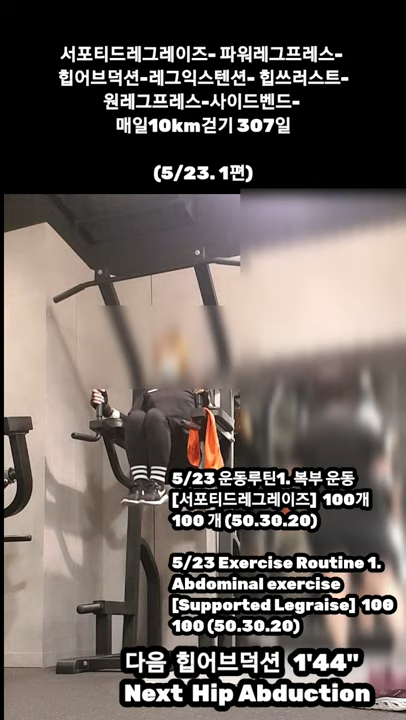 서포티드레그레이즈- 파워레그프레스-
힙어브덕션-레그익스텐션- 힙쓰러스트-
원레그프레스-사이드벤드-
매일10km걷기 307일
(5/23. 1편)
5/23 운동루틴1. 복부 운동
[서포티드레그레이즈] 100개
100 개 (50.30.20)
5/23 Exercise Routine 1.
Abdominal exercise
[Supported Legraise] 100
100 (50.30.20)
다음 힙어브덕션 1'44"
Next Hip Abduction